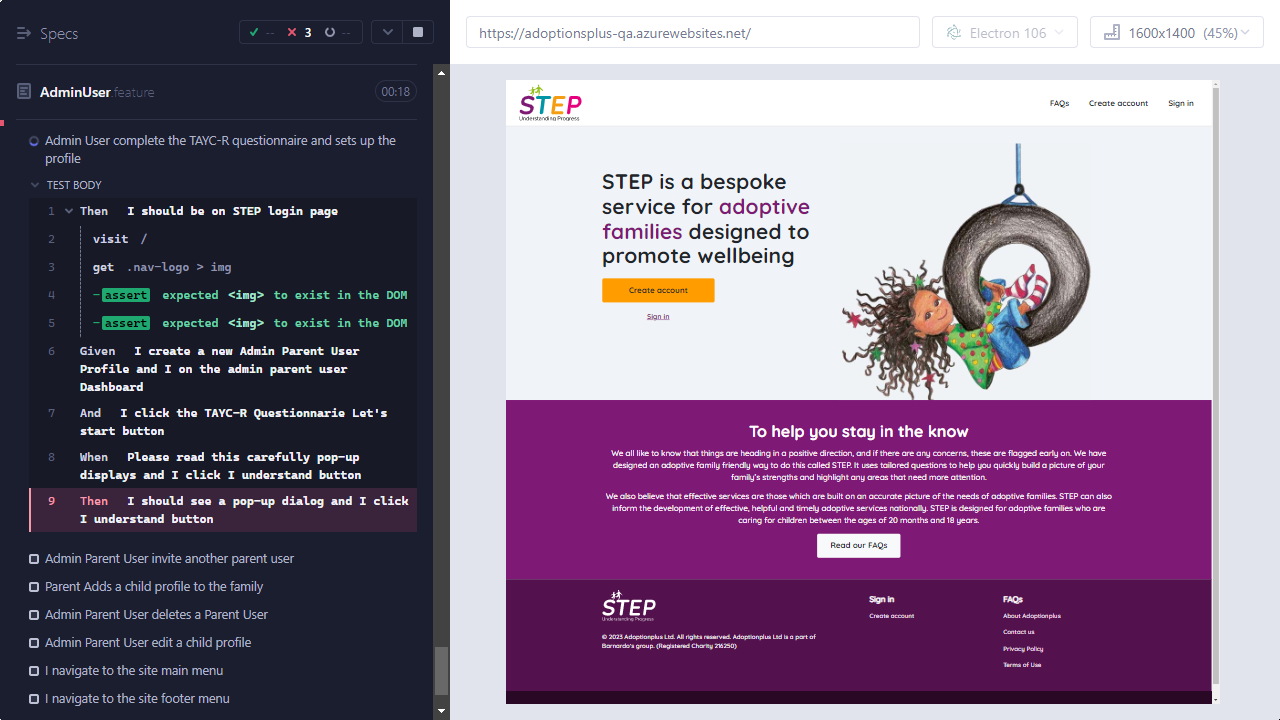 Specs
-- 3 --
AdminUser.feature
00:18
Admin User complete the TAYC-R questionnaire and sets up the
profile
TEST BODY
1 Then I should be on STEP login page
2 visit /
3 get .nav-logo > img
4 -assert expected <img> to exist in the DOM
5 -assert expected <img> to exist in the DOM
6 Given I create a new Admin Parent User
Profile and I on the admin parent user
Dashboard
7 And I click the TAYC-R Questionnarie Let's
start button
8 When Please read this carefully pop-up
displays and I click I understand button
9 Then I should see a pop-up dialog and I click
I understand button
Admin Parent User invite another parent user
Parent Adds a child profile to the family
Admin Parent User deletes a Parent User
Admin Parent User edit a child profile
I navigate to the site main menu
I navigate to the site footer menu
https://adoptionsplus-qa.azurewebsites.net/
Electron 106
1600x1400 (45%)
STEP
Understanding Progress
FAQs
Create account
Sign in
STEP is a bespoke
service for adoptive
families designed to
promote wellbeing
Create account
Sign in
To help you stay in the know
We all like to know that things are heading in a positive direction, and if there are any concerns, these are flagged early on. We have
designed an adoptive family friendly way to do this called STEP. It uses tailored questions to help you quickly build a picture of your
family's strengths and highlight any areas that need more attention.
We also believe that effective services are those which are built on an accurate picture of the needs of adoptive families. STEP can also
inform the development of effective, helpful and timely adoptive services nationally. STEP is designed for adoptive families who are
caring for children between the ages of 20 months and 18 years.
Read our FAQs
STEP
Understanding Progress
© 2023 Adoptionplus Ltd. All rights reserved. Adoptionplus Ltd is a part of
Barnardo's group. (Registered Charity 216250)
Sign in
Create account
FAQs
About Adoptionplus
Contact us
Privacy Policy
Terms of Use